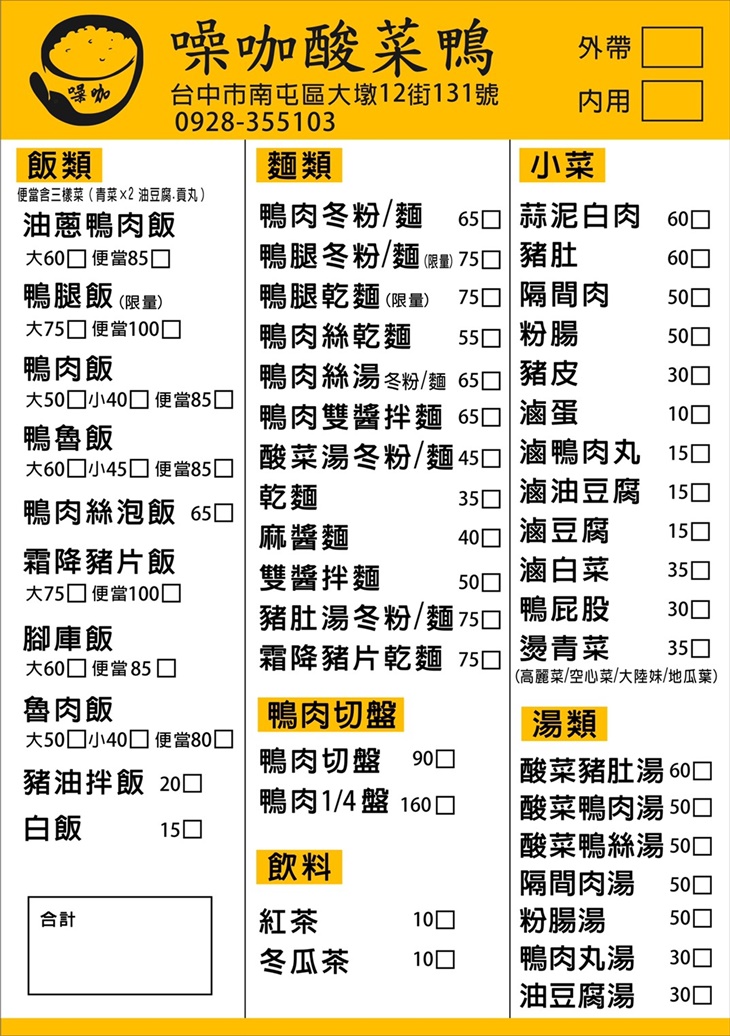 噪咖
噪咖酸菜鴨
台中市南屯區大墩12街131號
0928-355103
外帶
內用
飯類
便當含三樣菜(青菜×2 油豆腐.貢丸)
油蔥鴨肉飯
大60□便當85□
鴨腿飯(限量)
大75□便當100□
鴨肉飯
大50□小40□便當85□
鴨魯飯
大60□小45□便當85□
鴨肉絲泡飯 65□
霜降豬片飯
大75□便當100□
腳庫飯
大60□便當85□
魯肉飯
大50□小40□便當80□
豬油拌飯 20□
白飯 15□
合計
麵類
鴨肉冬粉/麵 65□
鴨腿冬粉/麵(限量) 75□
鴨腿乾麵(限量) 75□
鴨肉絲乾麵 55□
鴨肉絲湯冬粉/麵 65□
鴨肉雙醬拌麵 65□
酸菜湯冬粉/麵 45□
乾麵 35□
麻醬麵 40□
雙醬拌麵 50□
豬肚湯冬粉/麵 75□
霜降豬片乾麵 75□
鴨肉切盤
鴨肉切盤 90□
鴨肉1/4盤 160□
飲料
紅茶 10□
冬瓜茶 10□
小菜
蒜泥白肉 60□
豬肚 60□
隔間肉 50□
粉腸 50□
豬皮 30□
滷蛋 10□
滷鴨肉丸 15□
滷油豆腐 15□
滷豆腐 15□
滷白菜 35□
鴨屁股 30□
燙青菜 35□
(高麗菜/空心菜/大陸妹/地瓜葉)
湯類
酸菜豬肚湯 60□
酸菜鴨肉湯 50□
酸菜鴨絲湯 50□
隔間肉湯 50□
粉腸湯 50□
鴨肉丸湯 30□
油豆腐湯 30□